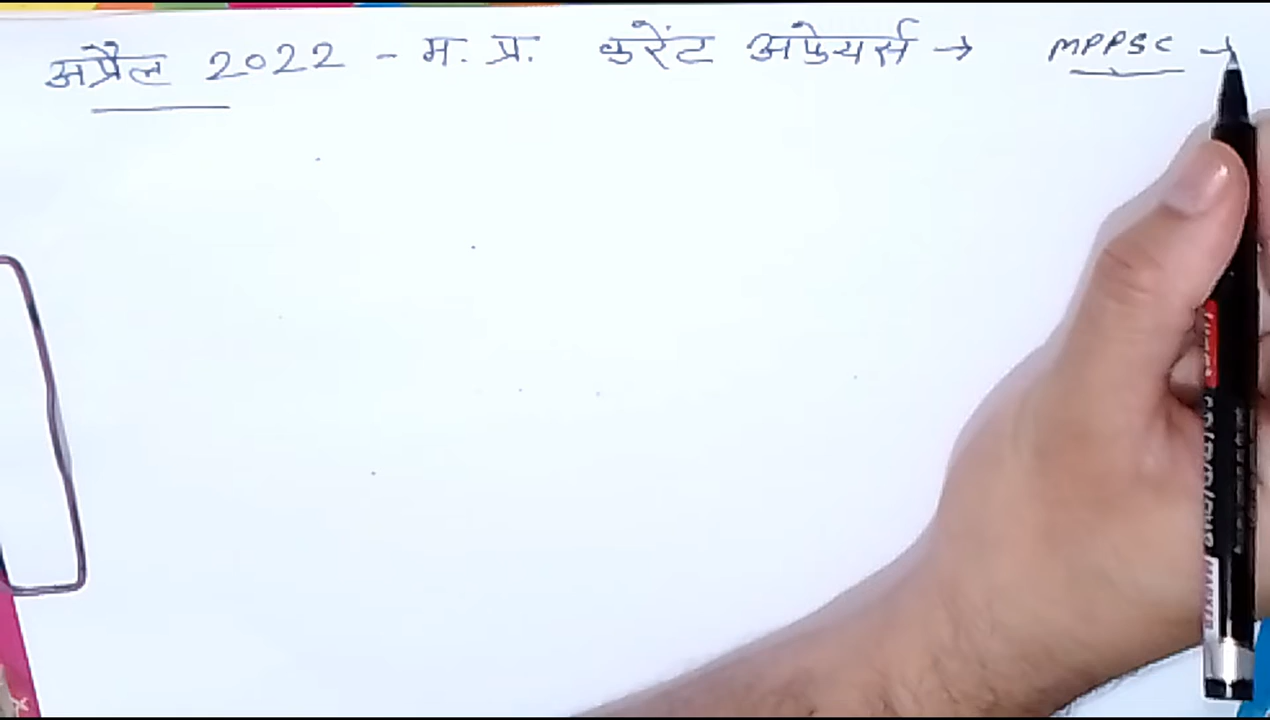 अप्रैल 2022 - म. प्र. करेंट अफेयर्स → MPPSC →